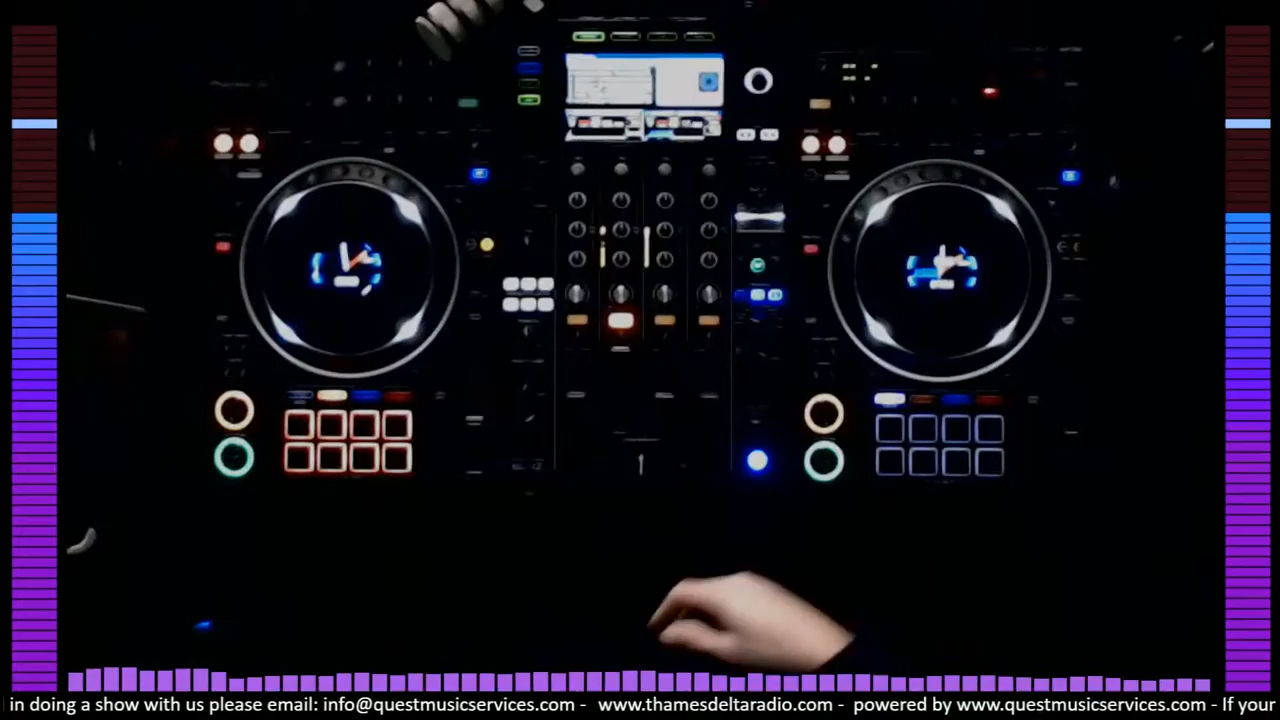 in doing a show with us please email: info@questmusicservices.com - www.thamesdeltaradio.com - powered by www.questmusicservices.com - If your